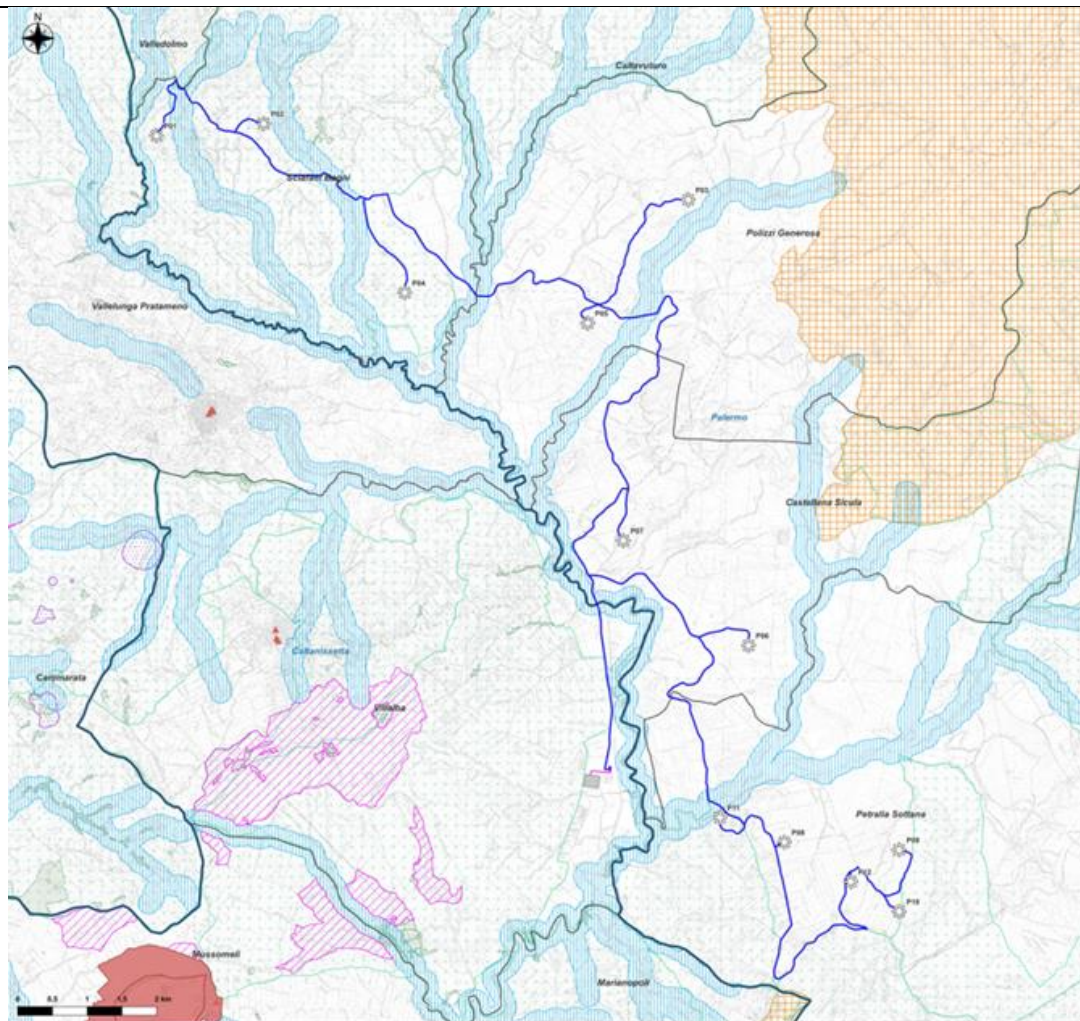 N
Valledolmo
Caltavuturo
P02
P01
Sclafani Bagni
P03
Polizzi Generosa
P04
Vallelunga Pratameno
P05
Palermo
Castellana Sicula
P07
P06
Caltanissetta
Cammarata
Villalba
P11
Petralia Sottana
P08
P09
P12
P10
Mussomeli
Marianopoli
0 0,5 1 1,5 2 km